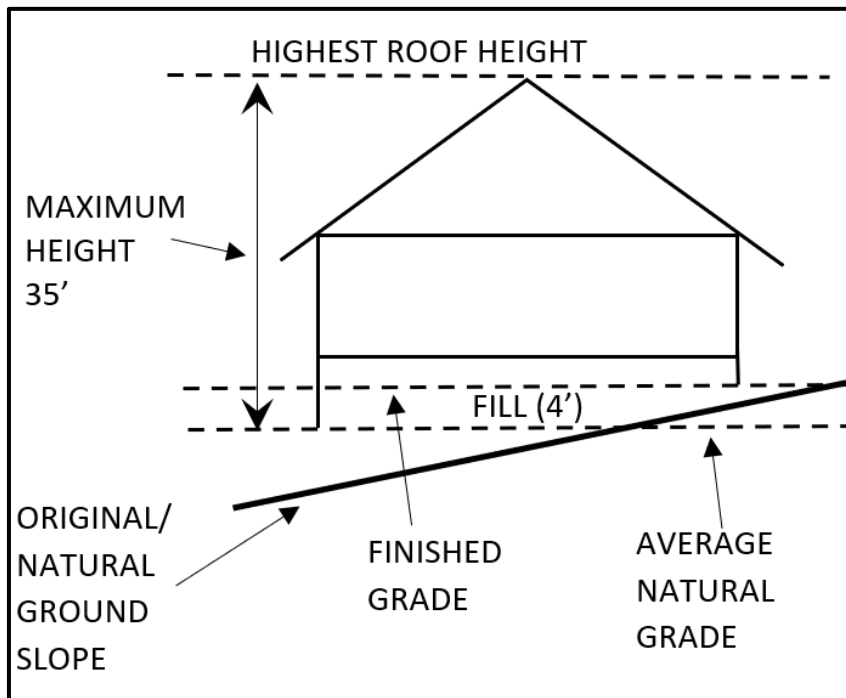 HIGHEST ROOF HEIGHT
MAXIMUM
HEIGHT
35’
FILL (4’)
ORIGINAL/
NATURAL
GROUND
SLOPE
FINISHED
GRADE
AVERAGE
NATURAL
GRADE